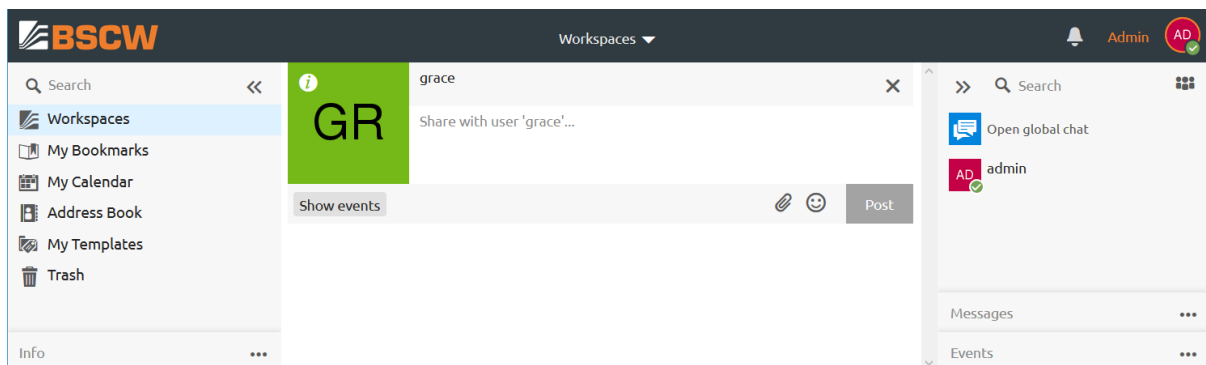 BSCW
Workspaces
Admin
AD
Search
Workspaces
My Bookmarks
My Calendar
Address Book
My Templates
Trash
Info
i
GR
grace
Share with user 'grace'...
Show events
Post
Search
Open global chat
AD
admin
Messages
Events